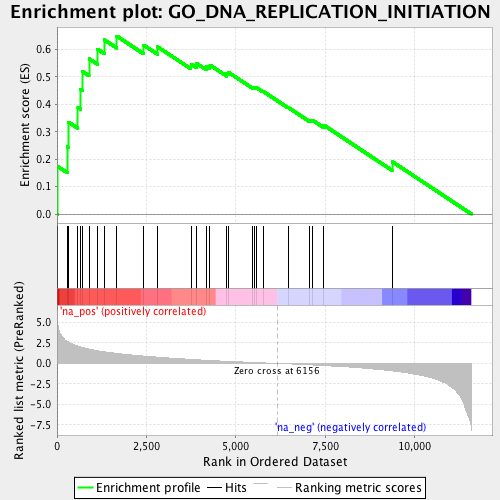 Enrichment plot: GO_DNA_REPLICATION_INITIATION
Enrichment score (ES)
0.6
0.5
0.4
0.3
0.2
0.1
0.0
'na_pos' (positively correlated)
Ranked list metric (PreRanked)
5.0
2.5
0.0
-2.5
-5.0
-7.5
Zero cross at 6156
'na_neg' (negatively correlated)
0
2,500
5,000
7,500
10,000
Rank in Ordered Dataset
Enrichment profile
Hits
Ranking metric scores